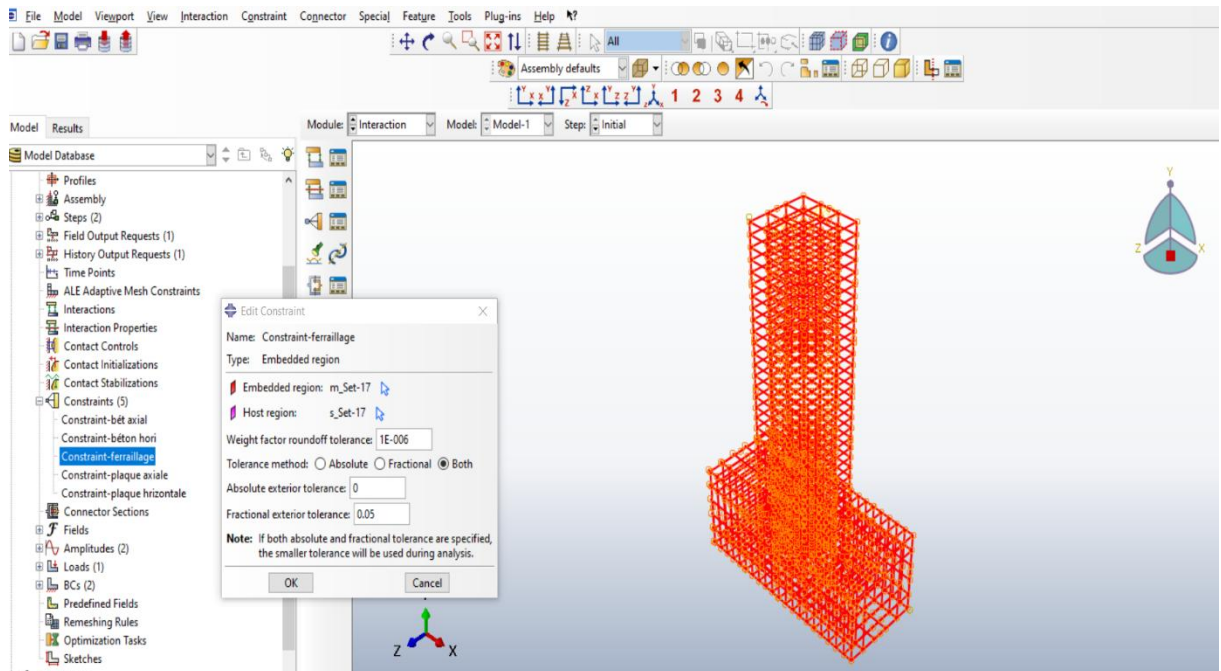 File Model Viewport View Interaction Constraint Connector Special Feature Tools Plug-ins Help
All
Assembly defaults
1 2 3 4
Model Results
Module: Interaction Model: Model-1 Step: Initial
Model Database
Profiles
Assembly
Steps (2)
Field Output Requests (1)
History Output Requests (1)
Time Points
ALE Adaptive Mesh Constraints
Interactions
Interaction Properties
Contact Controls
Contact Initializations
Contact Stabilizations
Constraints (5)
Constraint-bét axial
Constraint-béton hori
Constraint-ferraillage
Constraint-plaque axiale
Constraint-plaque hrizontale
Connector Sections
Fields
Amplitudes (2)
Loads (1)
BCs (2)
Predefined Fields
Remeshing Rules
Optimization Tasks
Sketches
Edit Constraint
Name: Constraint-ferraillage
Type: Embedded region
Embedded region: m_Set-17
Host region: s_Set-17
Weight factor roundoff tolerance: 1E-006
Tolerance method: Absolute Fractional Both
Absolute exterior tolerance: 0
Fractional exterior tolerance: 0.05
Note: If both absolute and fractional tolerance are specified,
the smaller tolerance will be used during analysis.
OK Cancel
Y
Z X
Z X